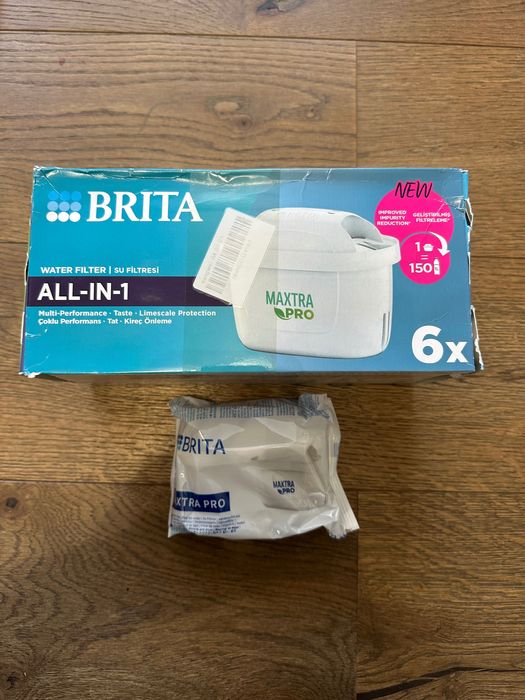 BRITA
WATER FILTER | SU FİLTRESİ
ALL-IN-1
Multi-Performance · Taste · Limescale Protection
Çoklu Performans · Tat · Kireç Önleme
MAXTRA
PRO
NEW
IMPROVED
IMPURITY
REDUCTION*
GELİŞTİRİLMİŞ
FİLTRELEME*
1
=
150
6x
BRITA
XTRA PRO
MAXTRA
PRO